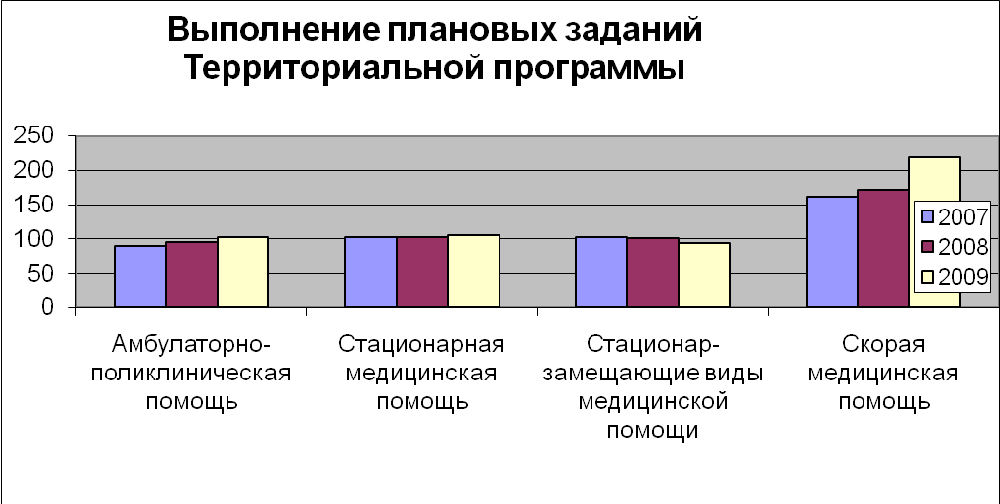 Выполнение плановых заданий
Территориальной программы
250
200
150
100
50
0
2007
2008
2009
Амбулаторно-
поликлиническая
помощь
Стационарная
медицинская
помощь
Стационар-
замещающие виды
медицинской
помощи
Скорая
медицинская
помощь